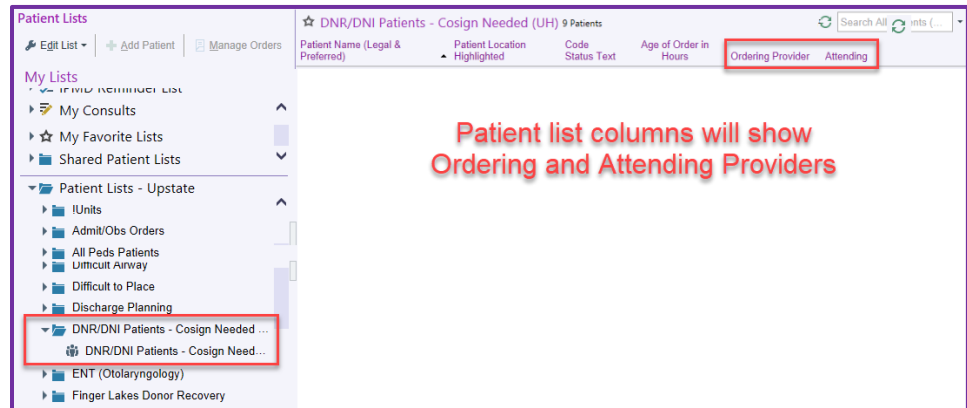 Patient Lists
Edit List
Add Patient
Manage Orders
My Lists
IPMD Reminder List
My Consults
My Favorite Lists
Shared Patient Lists
Patient Lists - Upstate
!Units
Admit/Obs Orders
All Peds Patients
Difficult Airway
Difficult to Place
Discharge Planning
DNR/DNI Patients - Cosign Needed ...
DNR/DNI Patients - Cosign Need...
ENT (Otolaryngology)
Finger Lakes Donor Recovery
DNR/DNI Patients - Cosign Needed (UH) 9 Patients
Search All
nts (...
Patient Name (Legal &
Preferred)
Patient Location
Highlighted
Code
Status Text
Age of Order in
Hours
Ordering Provider
Attending
Patient list columns will show
Ordering and Attending Providers